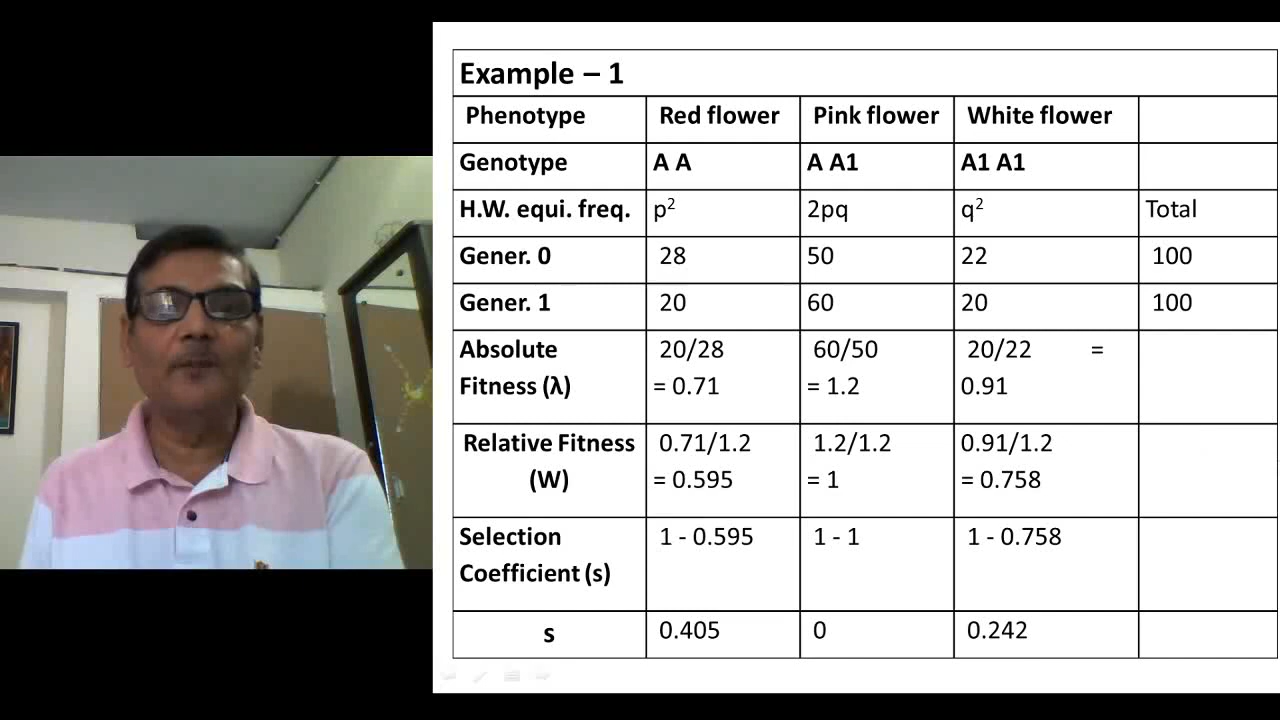 Example – 1
Phenotype Red flower Pink flower White flower
Genotype A A A A1 A1 A1
H.W. equi. freq. p² 2pq q² Total
Gener. 0 28 50 22 100
Gener. 1 20 60 20 100
Absolute 20/28 60/50 20/22 =
Fitness (λ) = 0.71 = 1.2 0.91
Relative Fitness 0.71/1.2 1.2/1.2 0.91/1.2
(W) = 0.595 = 1 = 0.758
Selection 1 - 0.595 1 - 1 1 - 0.758
Coefficient (s)
s 0.405 0 0.242